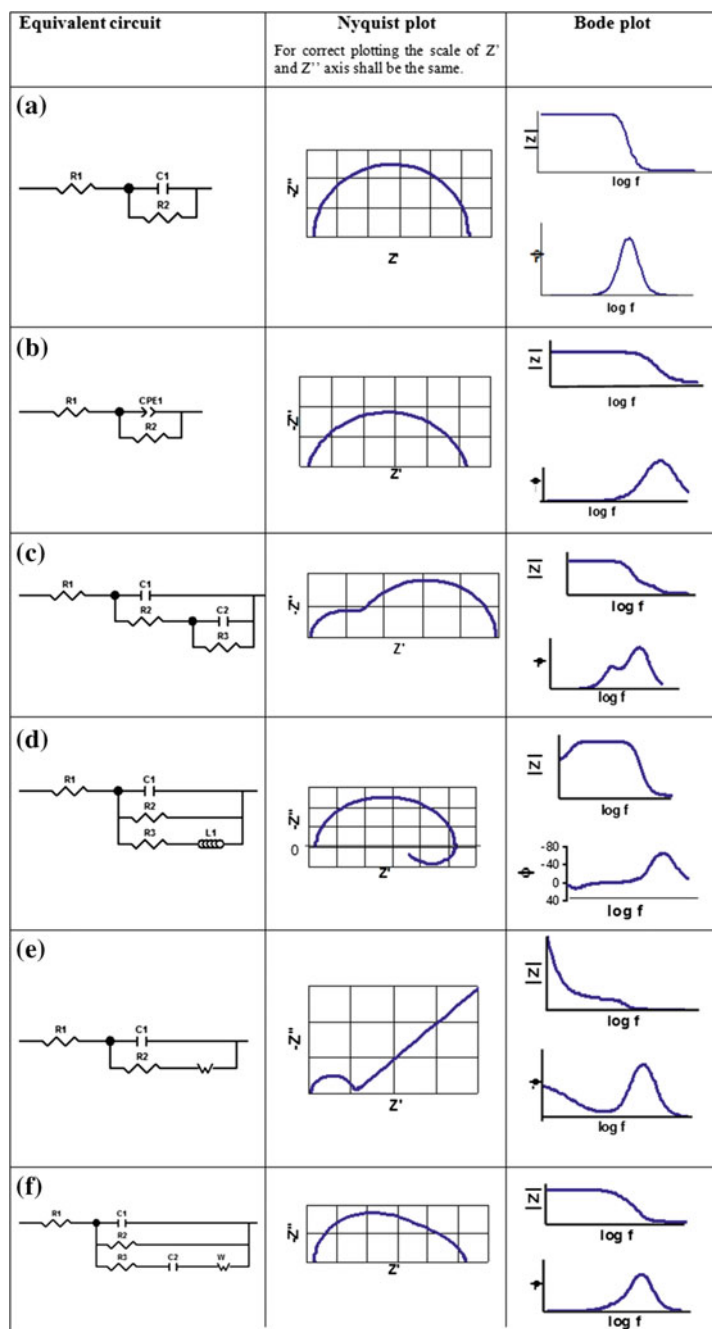 Equivalent circuit
Nyquist plot
Bode plot
For correct plotting the scale of Z'
and Z'' axis shall be the same.
(a)
R1
C1
R2
-Z''
Z'
|Z|
log f
ϕ
log f
(b)
R1
CPE1
R2
-Z''
Z'
|Z|
log f
ϕ
log f
(c)
R1
C1
R2
C2
R3
-Z''
Z'
|Z|
log f
ϕ
log f
(d)
R1
C1
R2
R3
L1
-Z''
0
Z'
|Z|
log f
ϕ
-80
-40
0
40
log f
(e)
R1
C1
R2
W
-Z''
Z'
|Z|
log f
ϕ
log f
(f)
R1
C1
R2
R3
C2
W
-Z''
Z'
|Z|
log f
ϕ
log f